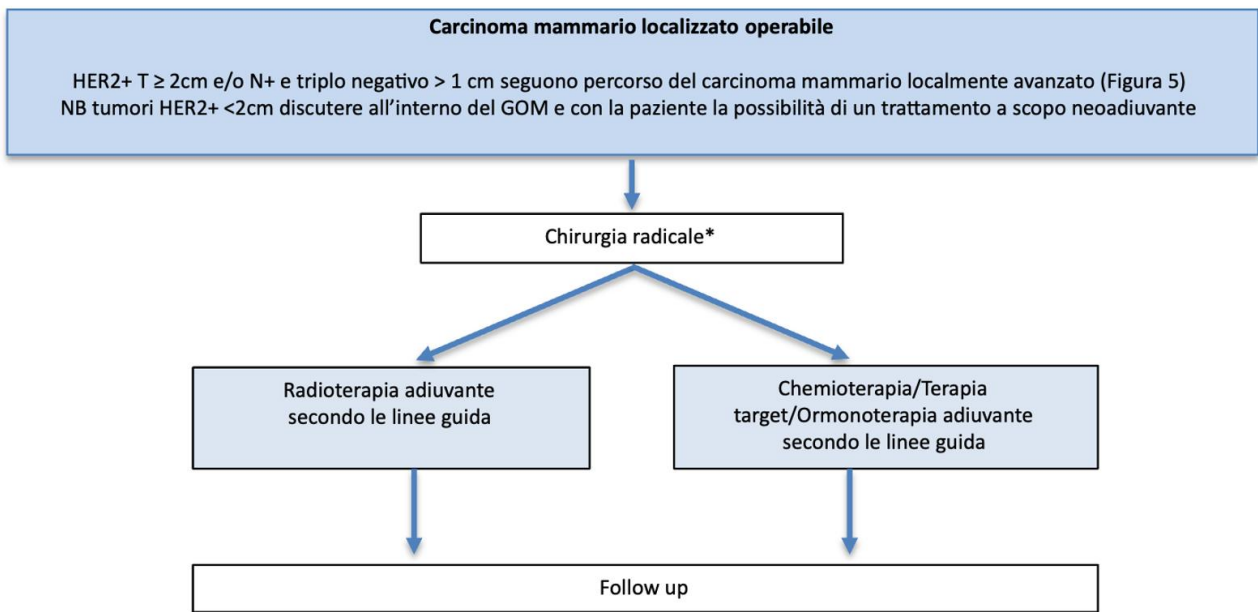 Carcinoma mammario localizzato operabile
HER2+ T ≥ 2cm e/o N+ e triplo negativo > 1 cm seguono percorso del carcinoma mammario localmente avanzato (Figura 5)
NB tumori HER2+ <2cm discutere all'interno del GOM e con la paziente la possibilità di un trattamento a scopo neoadiuvante
Chirurgia radicale*
Radioterapia adiuvante
secondo le linee guida
Chemioterapia/Terapia
target/Ormonoterapia adiuvante
secondo le linee guida
Follow up